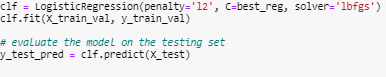 clf = LogisticRegression(penalty='l2', C=best_reg, solver='lbfgs')
clf.fit(X_train_val, y_train_val)
# evaluate the model on the testing set
y_test_pred = clf.predict(X_test)